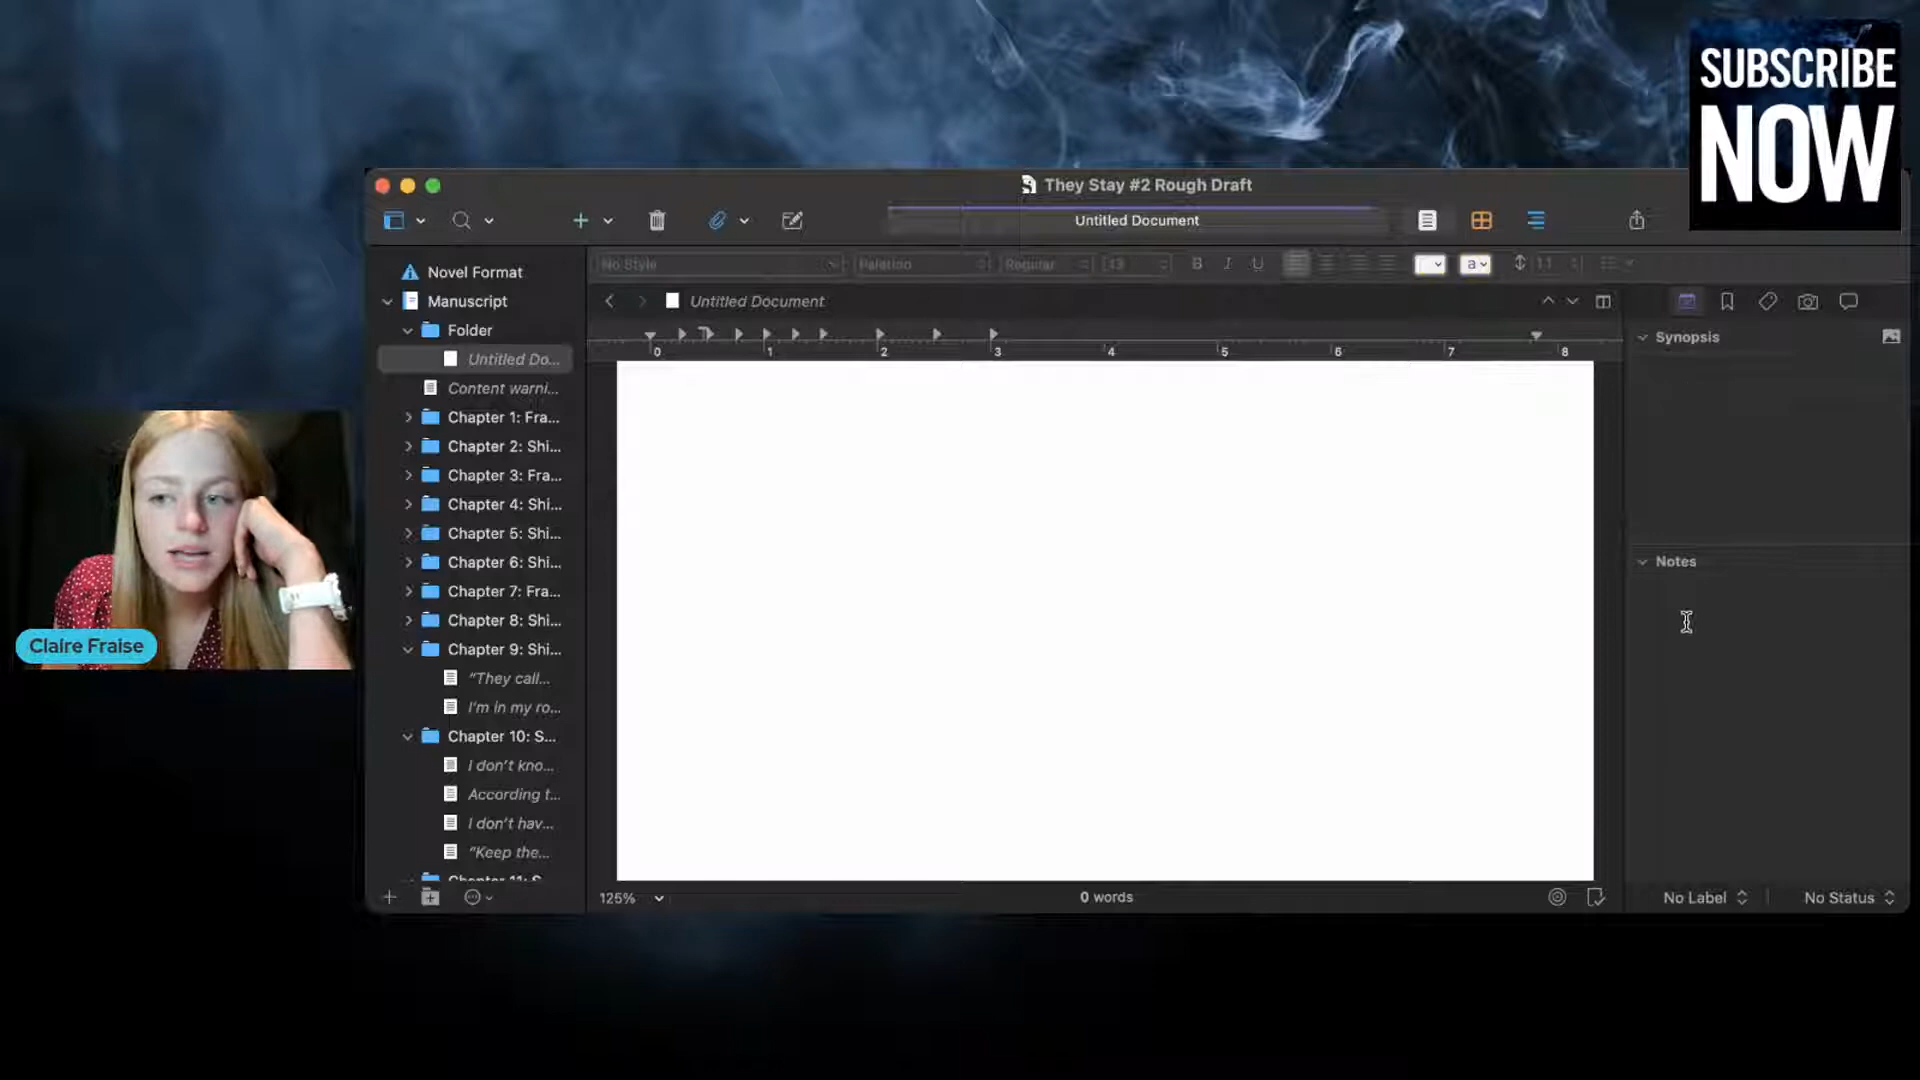 SUBSCRIBE
NOW
They Stay #2 Rough Draft
Untitled Document
No Style
Palatino
Regular
B I U
a
Novel Format
Manuscript
Folder
Untitled Do...
Content warni...
Chapter 1: Fra...
Chapter 2: Shi...
Chapter 3: Fra...
Chapter 4: Shi...
Chapter 5: Shi...
Chapter 6: Shi...
Chapter 7: Fra...
Chapter 8: Shi...
Chapter 9: Shi...
"They call...
I'm in my ro...
Chapter 10: S...
I don't kno...
According t...
I don't hav...
"Keep the...
Untitled Document
0 1 2 3 4 5 6 7 8
Synopsis
Notes
Claire Fraise
125%
0 words
No Label
No Status